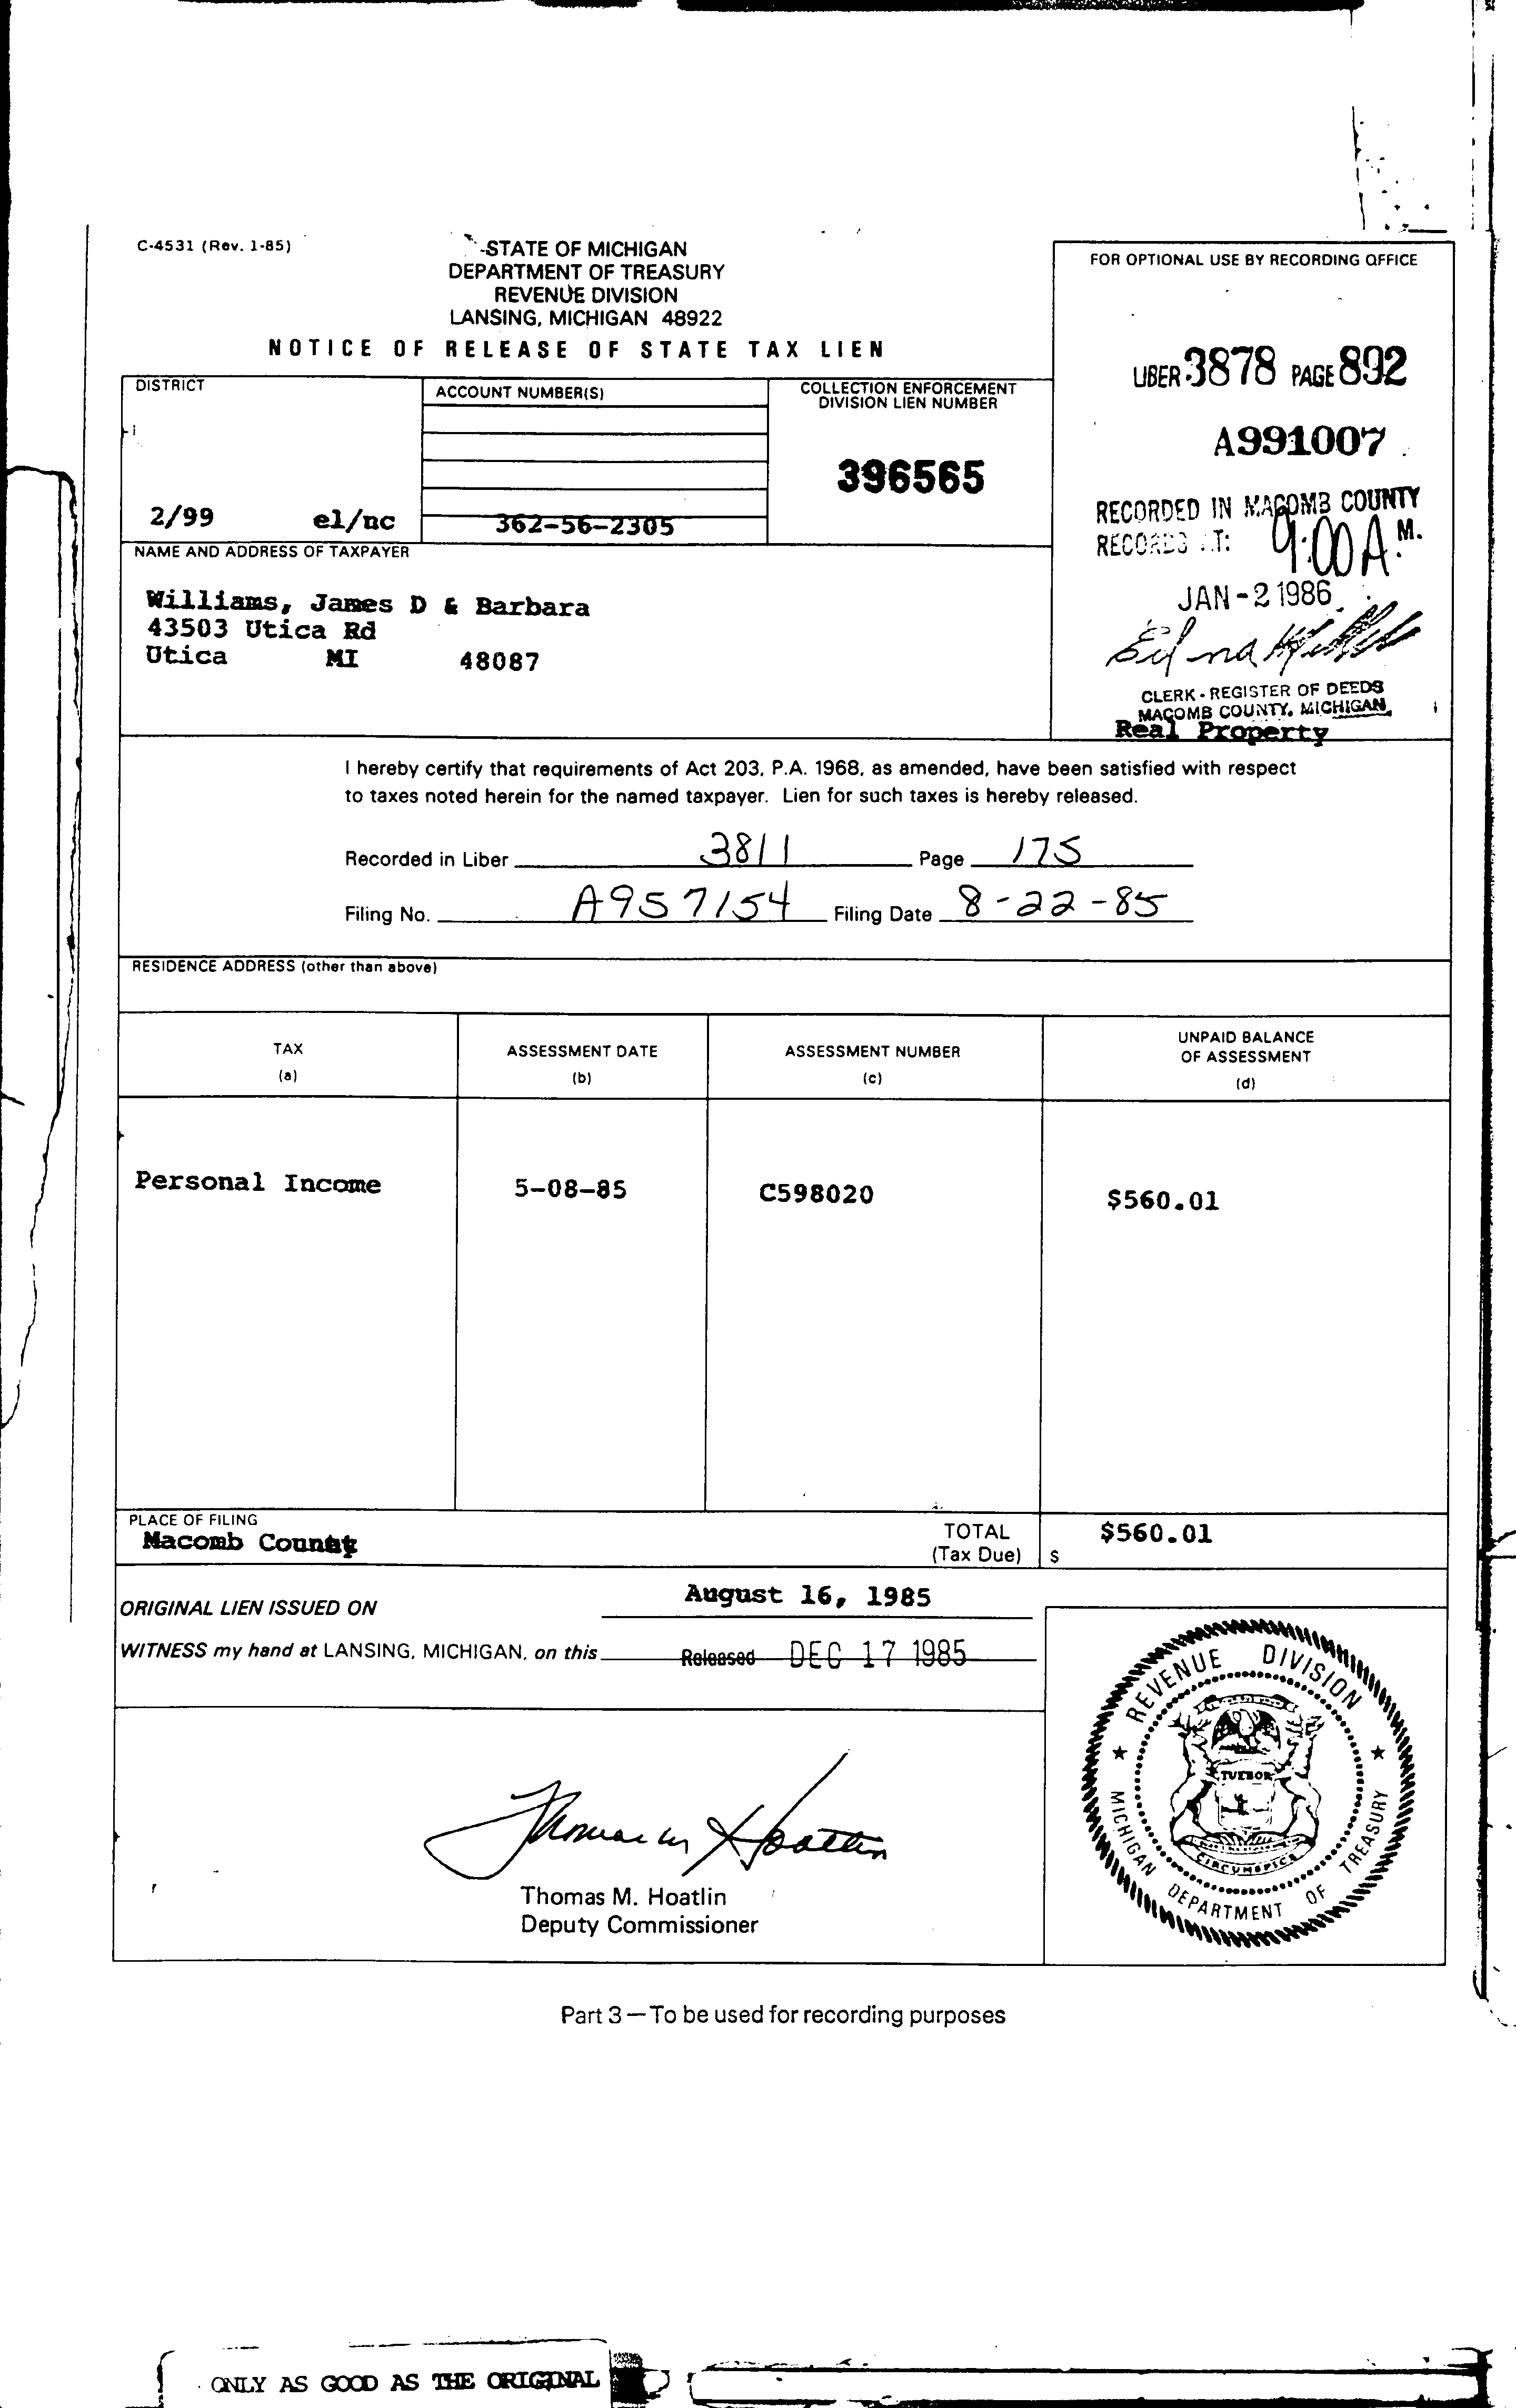 C-4531 (Rev. 1-85)
STATE OF MICHIGAN
DEPARTMENT OF TREASURY
REVENUE DIVISION
LANSING, MICHIGAN 48922
NOTICE OF RELEASE OF STATE TAX LIEN
FOR OPTIONAL USE BY RECORDING OFFICE
LIBER 3878 PAGE 892
A991007
RECORDED IN MACOMB COUNTY
RECORDS AT: 9:00 A.M.
JAN - 2 1986
Edna Miller
CLERK - REGISTER OF DEEDS
MACOMB COUNTY, MICHIGAN
Real Property
DISTRICT
2/99 el/nc
ACCOUNT NUMBER(S)
362-56-2305
COLLECTION ENFORCEMENT
DIVISION LIEN NUMBER
396565
NAME AND ADDRESS OF TAXPAYER
Williams, James D & Barbara
43503 Utica Rd
Utica MI 48087
I hereby certify that requirements of Act 203, P.A. 1968, as amended, have been satisfied with respect
to taxes noted herein for the named taxpayer. Lien for such taxes is hereby released.
Recorded in Liber 3811 Page 175
Filing No. A957154 Filing Date 8-22-85
RESIDENCE ADDRESS (other than above)
TAX
(a)
ASSESSMENT DATE
(b)
ASSESSMENT NUMBER
(c)
UNPAID BALANCE
OF ASSESSMENT
(d)
Personal Income 5-08-85 C598020 $560.01
PLACE OF FILING
Macomb County
TOTAL
(Tax Due) $ $560.01
ORIGINAL LIEN ISSUED ON August 16, 1985
WITNESS my hand at LANSING, MICHIGAN, on this Released DEC 17 1985
Thomas M Hoatlin
Thomas M. Hoatlin
Deputy Commissioner
REVENUE DIVISION
MICHIGAN DEPARTMENT OF TREASURY
TUEBOR
CIRCUMSPICE
Part 3 — To be used for recording purposes
ONLY AS GOOD AS THE ORIGINAL